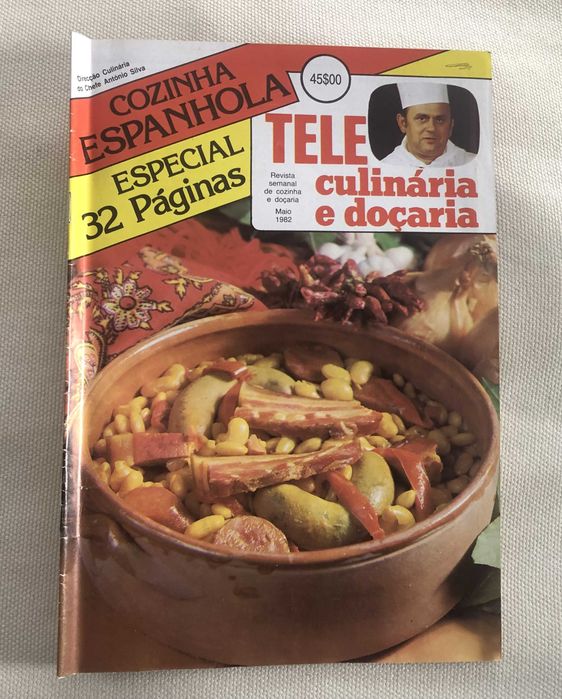 Direcção Culinária
do Chefe António Silva
COZINHA
ESPANHOLA
ESPECIAL
32 Páginas
45$00
TELE
culinária
e doçaria
Revista
semanal
de cozinha
e doçaria
Maio
1982